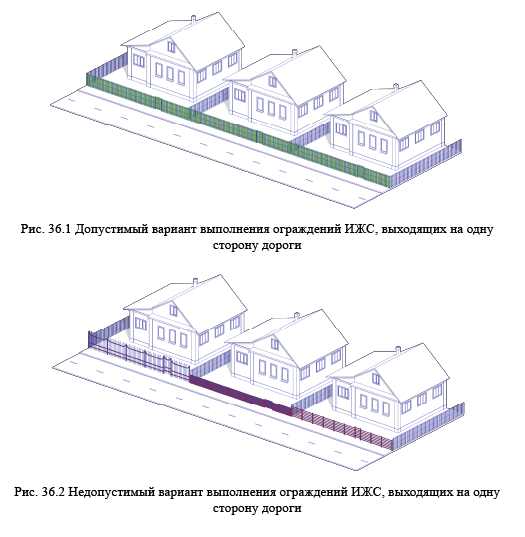 Рис. 36.1 Допустимый вариант выполнения ограждений ИЖС, выходящих на одну
сторону дороги
Рис. 36.2 Недопустимый вариант выполнения ограждений ИЖС, выходящих на одну
сторону дороги